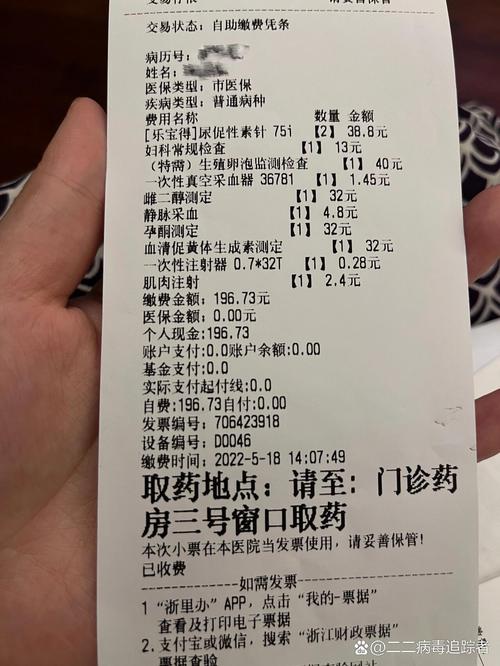 请妥善保管
交易状态: 自助缴费凭条
病历号:
姓名:
医保类型: 市医保
疾病类型: 普通病种
费用名称 数量 金额
[乐宝得]尿促性素针 75i 【2】 38.8元
妇科常规检查 【1】 13元
(特需) 生殖卵泡监测检查 【1】 40元
一次性真空采血器 36781 【1】 1.45元
雌二醇测定 【1】 32元
静脉采血 【1】 4.8元
孕酮测定 【1】 32元
血清促黄体生成素测定 【1】 32元
一次性注射器 0.7*32T 【1】 0.28元
肌肉注射 【1】 2.4元
缴费金额: 196.73元
医保金额: 0.00元
个人现金:196.73
账户支付:0.0账户余额:0.00
基金支付:0.0
实际支付起付线:0.0
自费:196.73自付:0.00
发票编号: 706423918
设备编号: D0046
缴费时间: 2022-5-18 14:07:49
取药地点: 请至: 门诊药
房三号窗口取药
本次小票在本医院当发票使用, 请妥善保管!
已收费
如需发票
1 "浙里办" APP, 点击 "我的-票据"
查看及打印电子票据
2. 支付宝或微信, 搜索 "浙江财政票据"
票据查验
@二二病毒追踪者